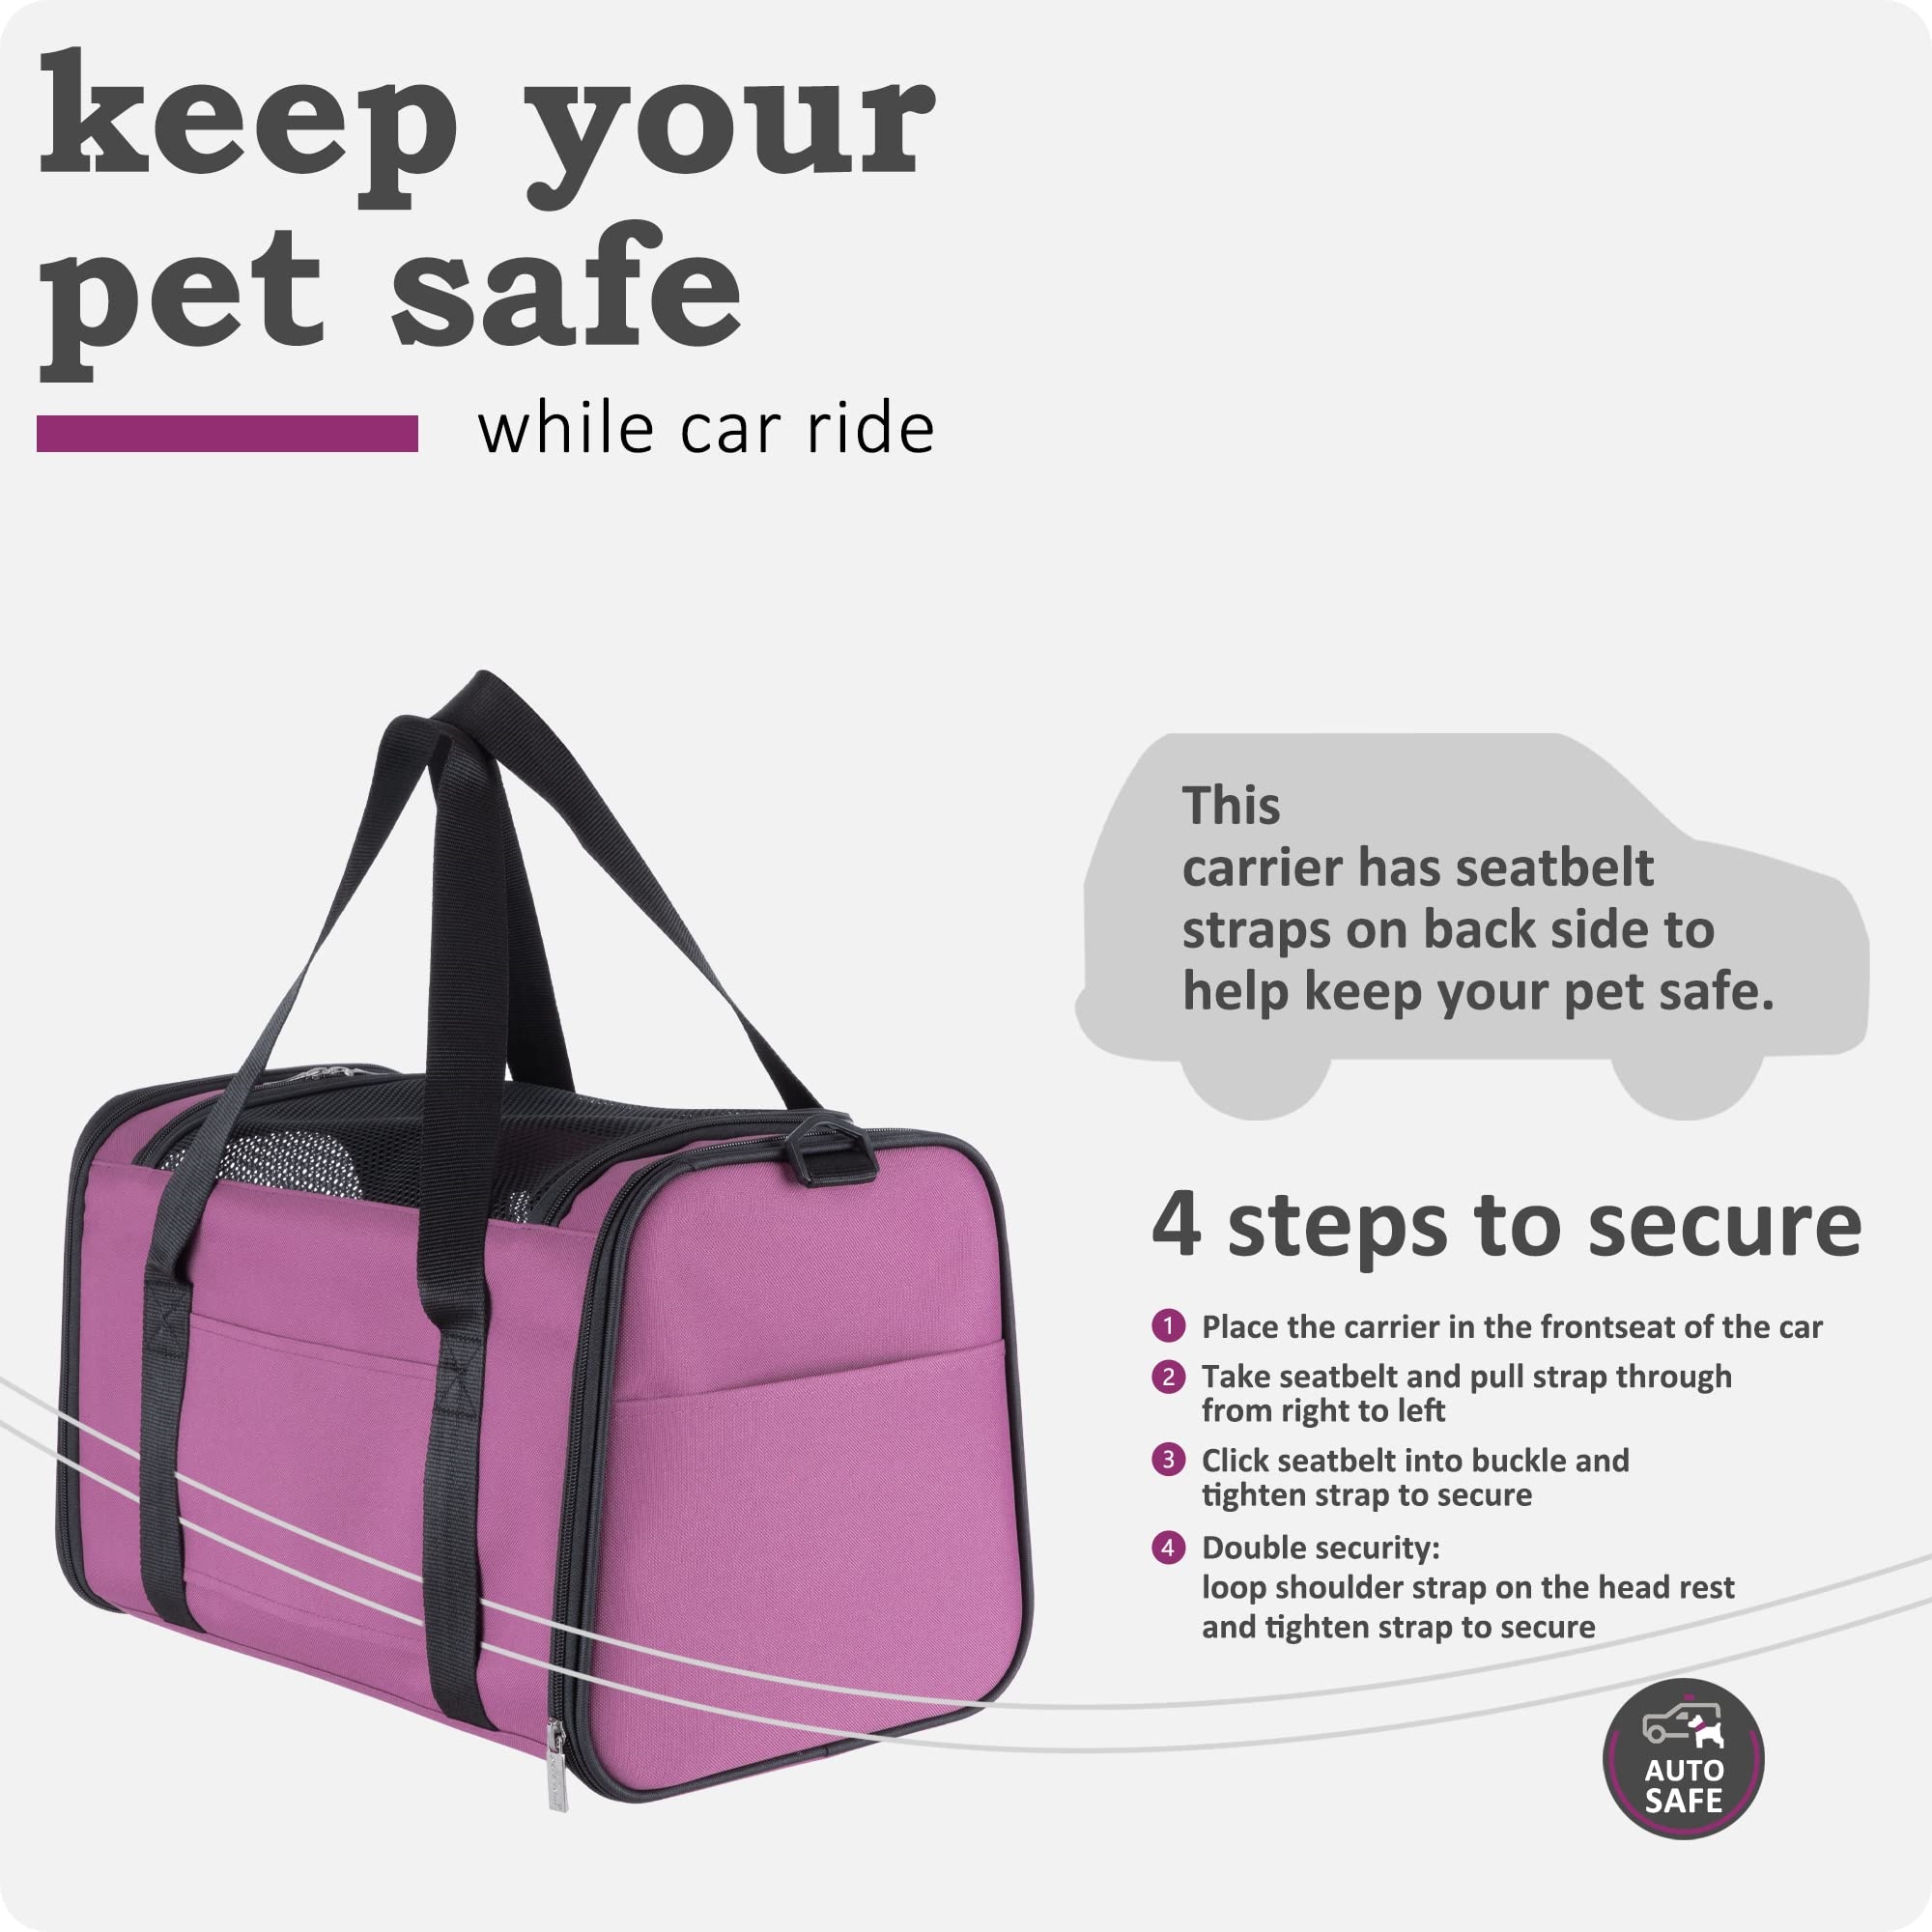 keep your
pet safe
while car ride
This
carrier has seatbelt
straps on back side to
help keep your pet safe.
4 steps to secure
1 Place the carrier in the frontseat of the car
2 Take seatbelt and pull strap through
from right to left
3 Click seatbelt into buckle and
tighten strap to secure
4 Double security:
loop shoulder strap on the head rest
and tighten strap to secure
AUTO
SAFE